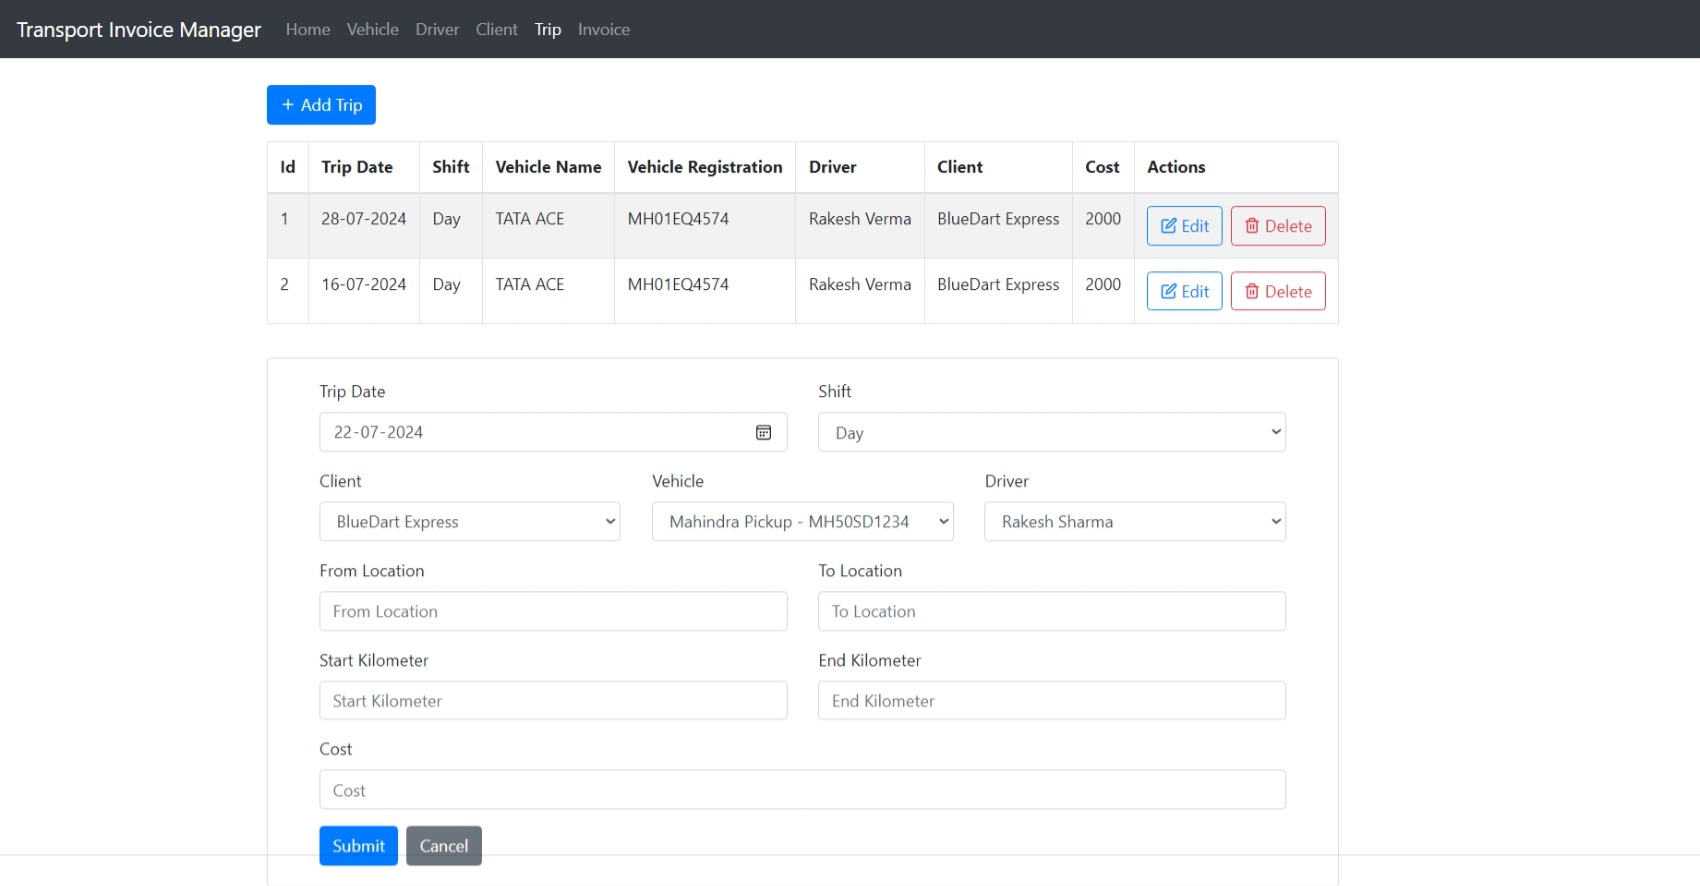 Transport Invoice Manager Home Vehicle Driver Client Trip Invoice
+ Add Trip
Id Trip Date Shift Vehicle Name Vehicle Registration Driver Client Cost Actions
1 28-07-2024 Day TATA ACE MH01EQ4574 Rakesh Verma BlueDart Express 2000 Edit Delete
2 16-07-2024 Day TATA ACE MH01EQ4574 Rakesh Verma BlueDart Express 2000 Edit Delete
Trip Date Shift
22-07-2024 Day
Client Vehicle Driver
BlueDart Express Mahindra Pickup - MH50SD1234 Rakesh Sharma
From Location To Location
From Location To Location
Start Kilometer End Kilometer
Start Kilometer End Kilometer
Cost
Cost
Submit Cancel